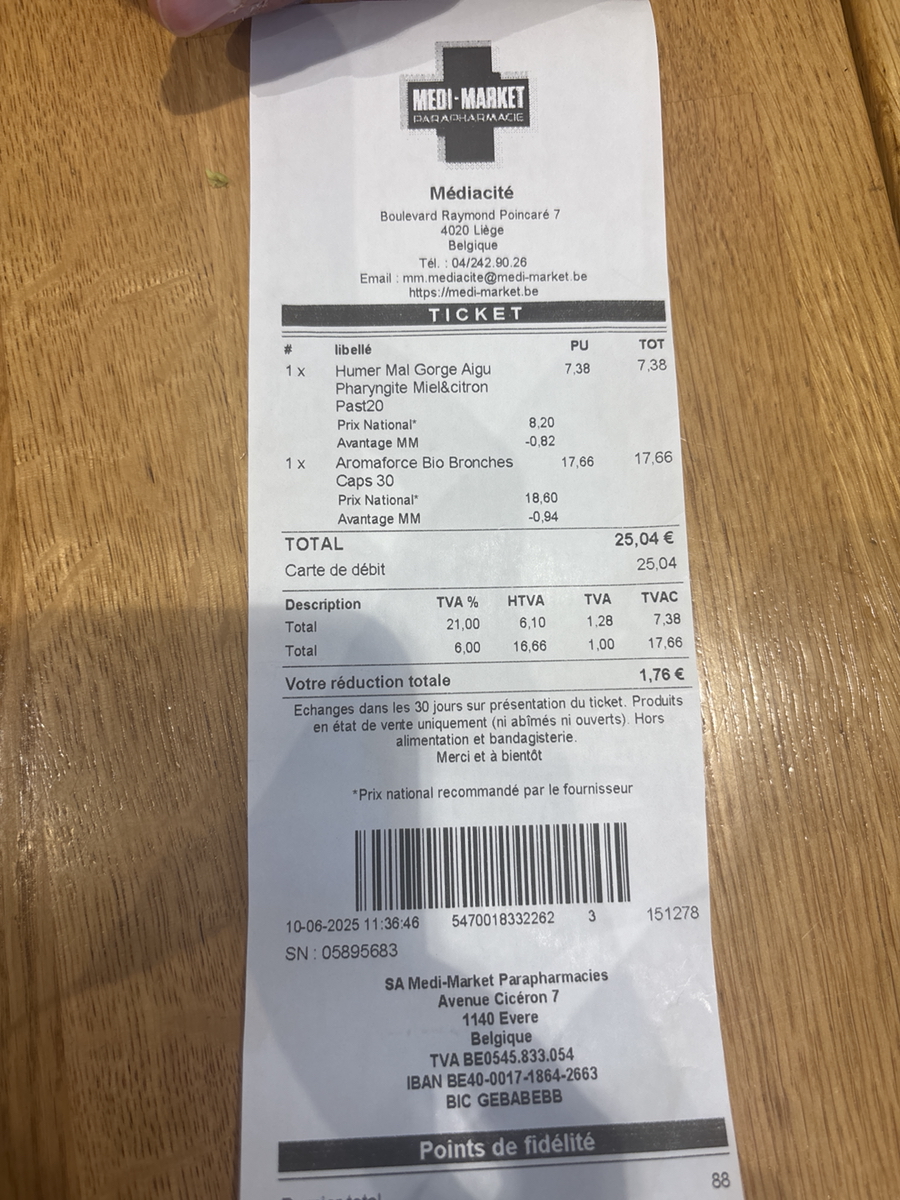 MEDI-MARKET
PARAPHARMACIE
Médiacité
Boulevard Raymond Poincaré 7
4020 Liège
Belgique
Tél. : 04/242.90.26
Email : mm.mediacite@medi-market.be
https://medi-market.be
TICKET
# libellé PU TOT
1 x Humer Mal Gorge Aigu 7,38 7,38
Pharyngite Miel&citron
Past20
Prix National* 8,20
Avantage MM -0,82
1 x Aromaforce Bio Bronches 17,66 17,66
Caps 30
Prix National* 18,60
Avantage MM -0,94
TOTAL 25,04 €
Carte de débit 25,04
Description TVA % HTVA TVA TVAC
Total 21,00 6,10 1,28 7,38
Total 6,00 16,66 1,00 17,66
Votre réduction totale 1,76 €
Echanges dans les 30 jours sur présentation du ticket. Produits
en état de vente uniquement (ni abîmés ni ouverts). Hors
alimentation et bandagisterie.
Merci et à bientôt
*Prix national recommandé par le fournisseur
10-06-2025 11:36:46 5470018332262 3 151278
SN : 05895683
SA Medi-Market Parapharmacies
Avenue Cicéron 7
1140 Evere
Belgique
TVA BE0545.833.054
IBAN BE40-0017-1864-2663
BIC GEBABEBB
Points de fidélité
88